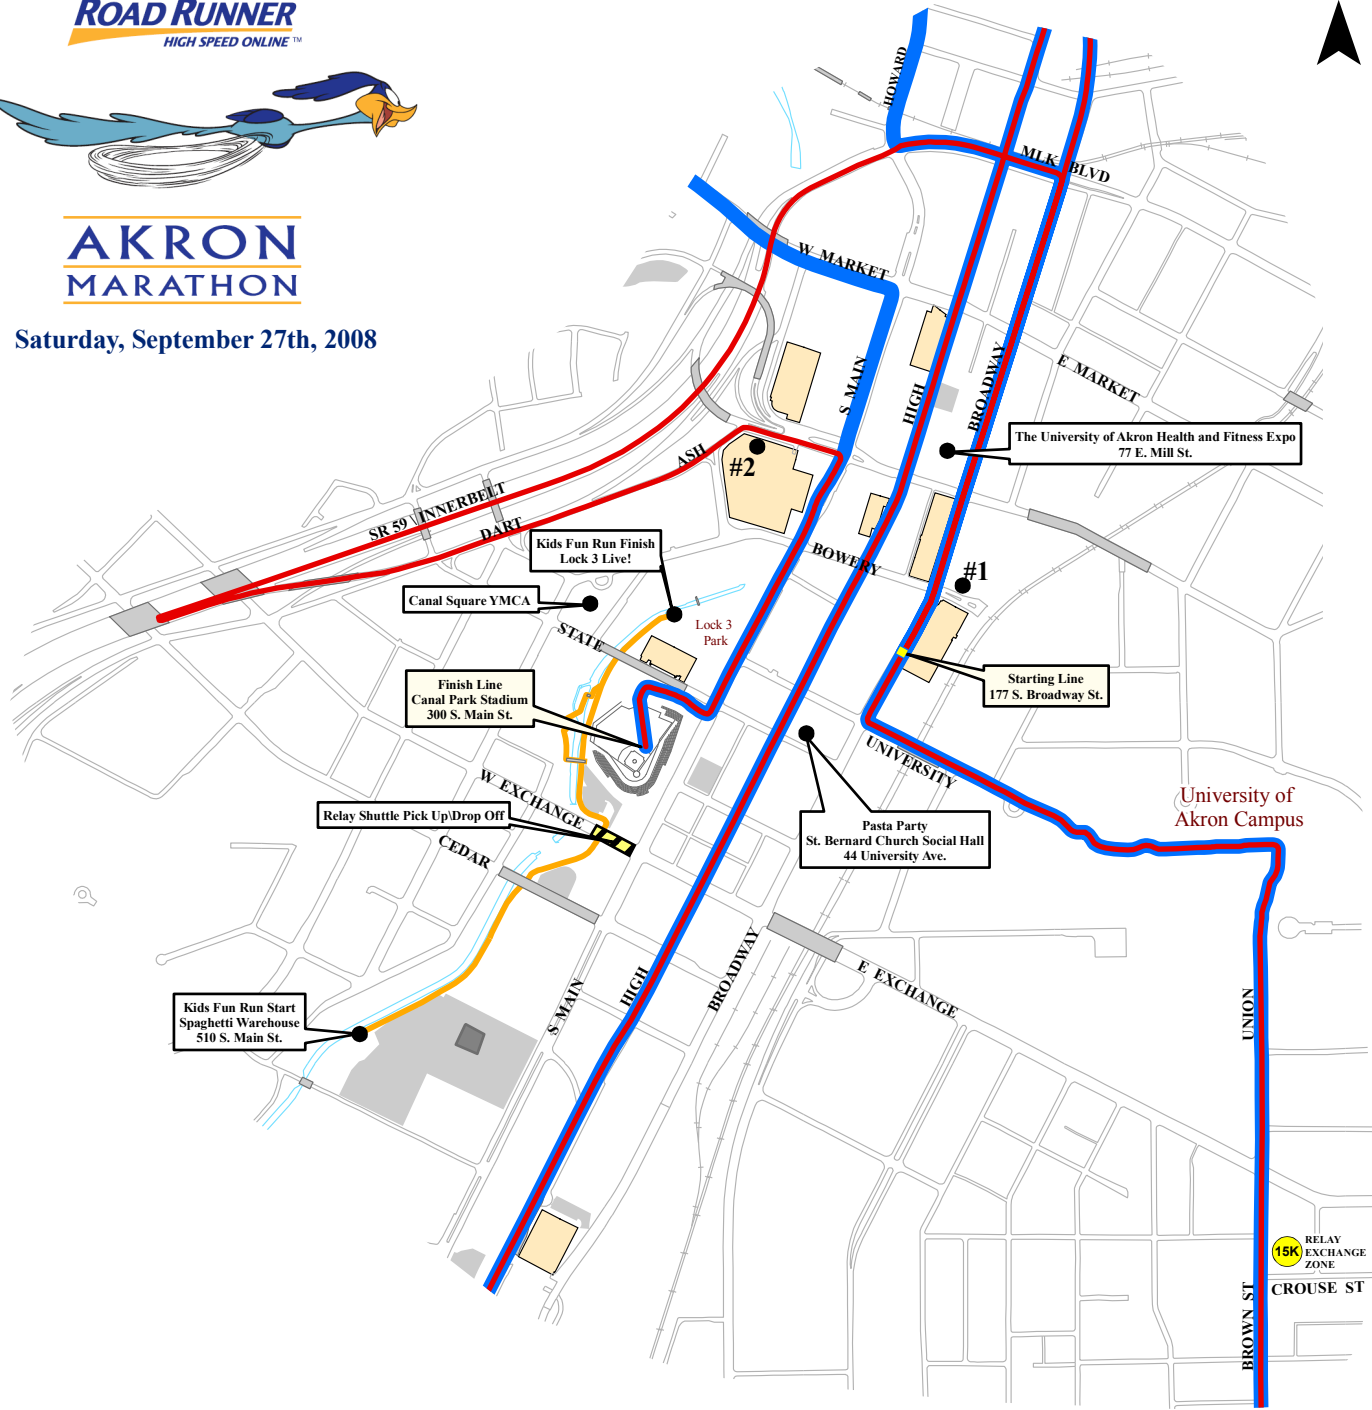 ROAD RUNNER
HIGH SPEED ONLINE ™
AKRON
MARATHON
Saturday, September 27th, 2008
HOWARD
MLK BLVD
W MARKET
S MAIN
HIGH
BROADWAY
E MARKET
The University of Akron Health and Fitness Expo
77 E. Mill St.
#2
ASH
SR 59 \ INNERBELT
DART
Kids Fun Run Finish
Lock 3 Live!
BOWERY
#1
Canal Square YMCA
Lock 3
Park
STATE
Finish Line
Canal Park Stadium
300 S. Main St.
Starting Line
177 S. Broadway St.
UNIVERSITY
University of
Akron Campus
W EXCHANGE
Relay Shuttle Pick Up\Drop Off
CEDAR
Pasta Party
St. Bernard Church Social Hall
44 University Ave.
BROADWAY
E EXCHANGE
HIGH
S MAIN
UNION
Kids Fun Run Start
Spaghetti Warehouse
510 S. Main St.
15K
RELAY
EXCHANGE
ZONE
CROUSE ST
BROWN ST